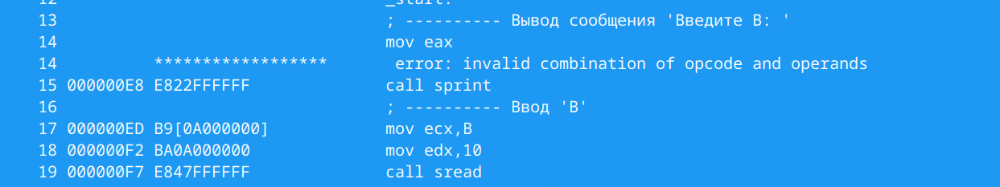 12 _start:
13 ; ---------- Вывод сообщения 'Введите B: '
14 mov eax
14 ****************** error: invalid combination of opcode and operands
15 000000E8 E822FFFFFF call sprint
16 ; ---------- Ввод 'B'
17 000000ED B9[0A000000] mov ecx,B
18 000000F2 BA0A000000 mov edx,10
19 000000F7 E847FFFFFF call sread